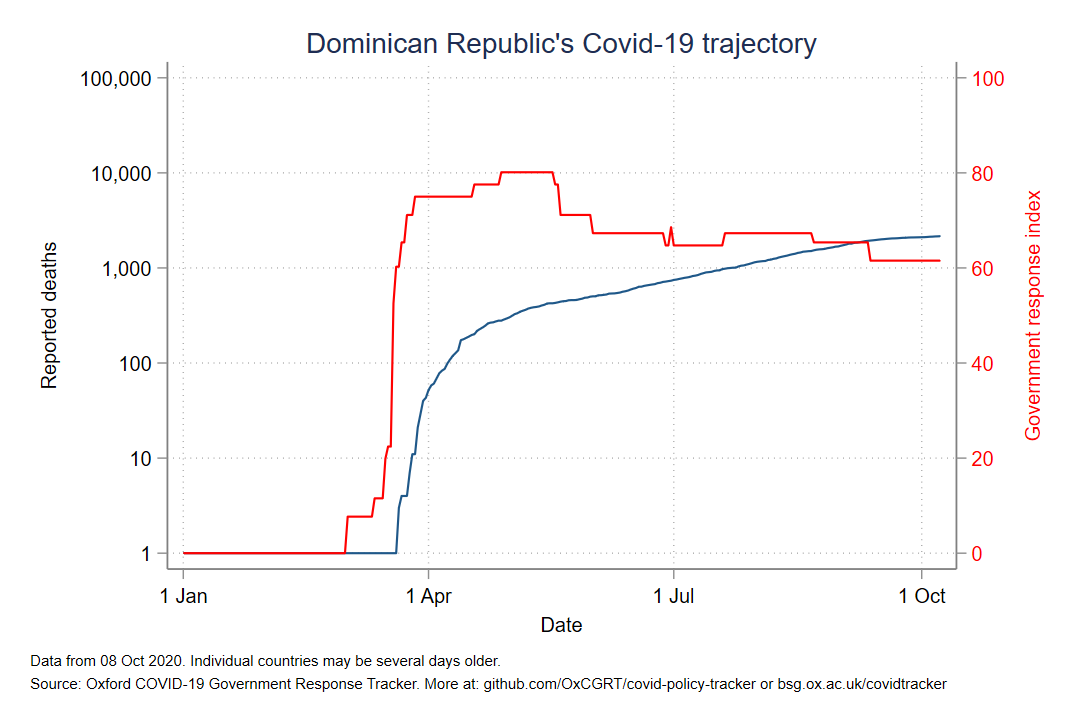 Dominican Republic's Covid-19 trajectory
100,000
10,000
1,000
100
10
1
Reported deaths
100
80
60
40
20
0
Government response index
1 Jan
1 Apr
1 Jul
1 Oct
Date
Data from 08 Oct 2020. Individual countries may be several days older.
Source: Oxford COVID-19 Government Response Tracker. More at: github.com/OxCGRT/covid-policy-tracker or bsg.ox.ac.uk/covidtracker